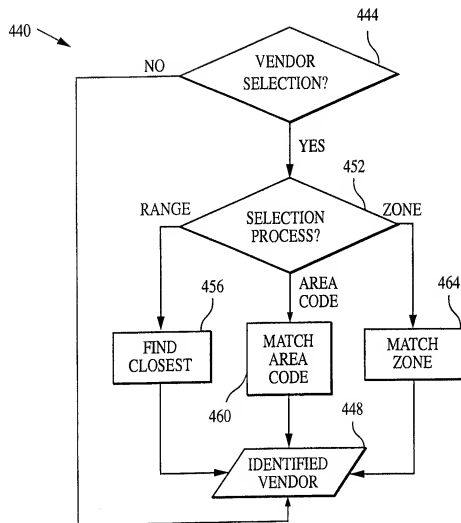 440
444
NO
VENDOR
SELECTION?
YES
452
RANGE
ZONE
SELECTION
PROCESS?
AREA
CODE
456
464
FIND
CLOSEST
MATCH
AREA
CODE
MATCH
ZONE
460
448
IDENTIFIED
VENDOR